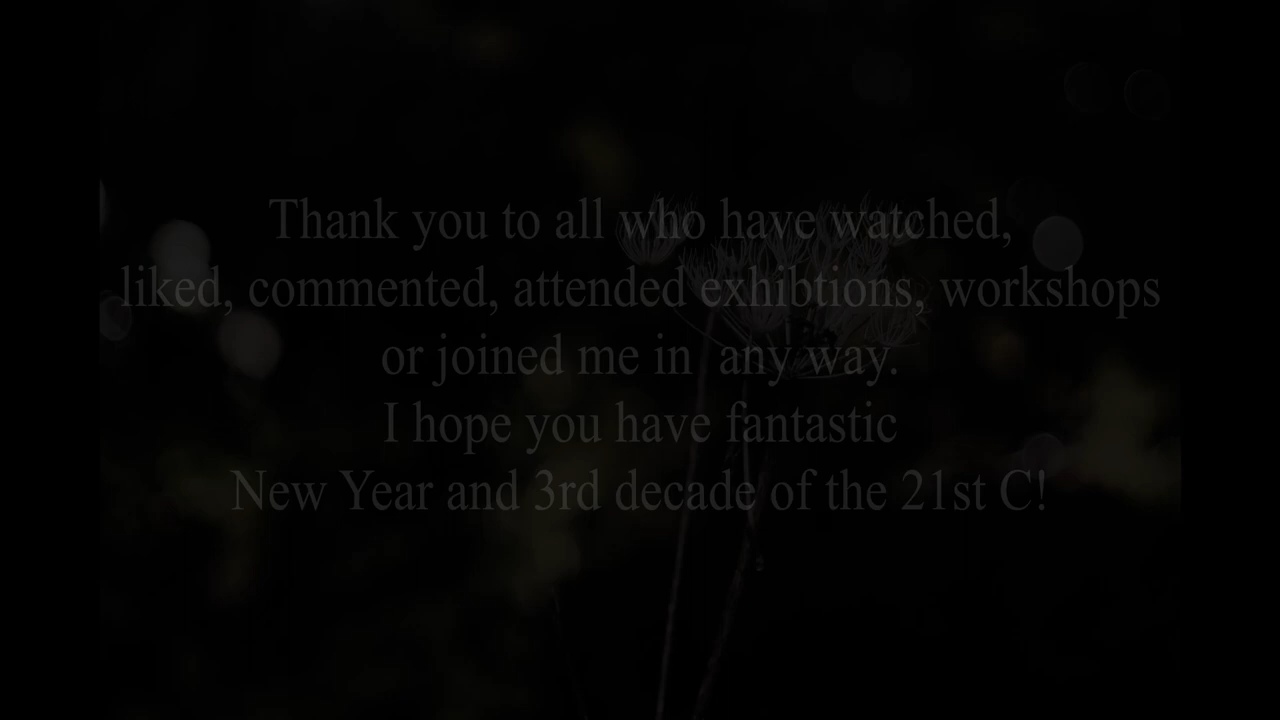 Thank you to all who have watched,
liked, commented, attended exhibtions, workshops
or joined me in  any way.
I hope you have fantastic
New Year and 3rd decade of the 21st C!